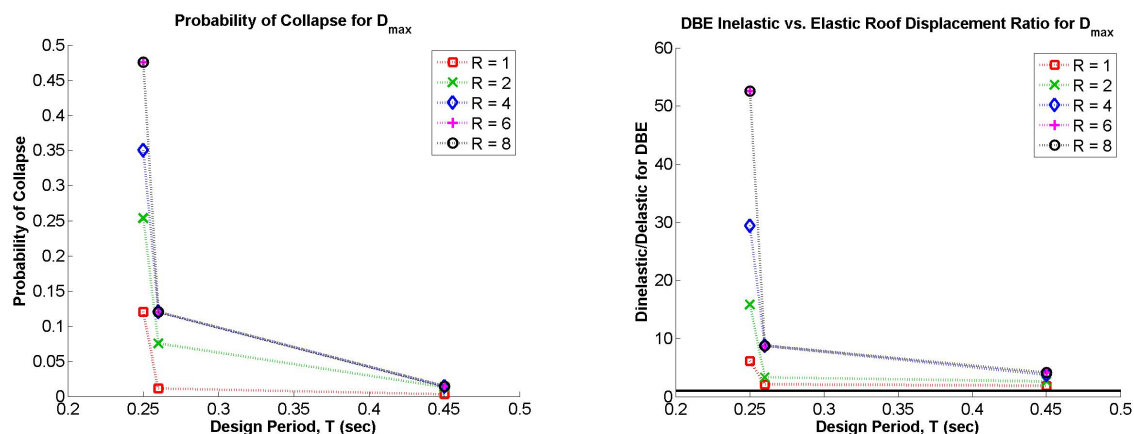 Probability of Collapse for Dmax
Probability of Collapse
0.5
0.45
0.4
0.35
0.3
0.25
0.2
0.15
0.1
0.05
0
0.2
0.25
0.3
0.35
0.4
0.45
0.5
Design Period, T (sec)
R = 1
R = 2
R = 4
R = 6
R = 8
DBE Inelastic vs. Elastic Roof Displacement Ratio for Dmax
Dinelastic/Delastic for DBE
60
50
40
30
20
10
0
0.2
0.25
0.3
0.35
0.4
0.45
0.5
Design Period, T (sec)
R = 1
R = 2
R = 4
R = 6
R = 8